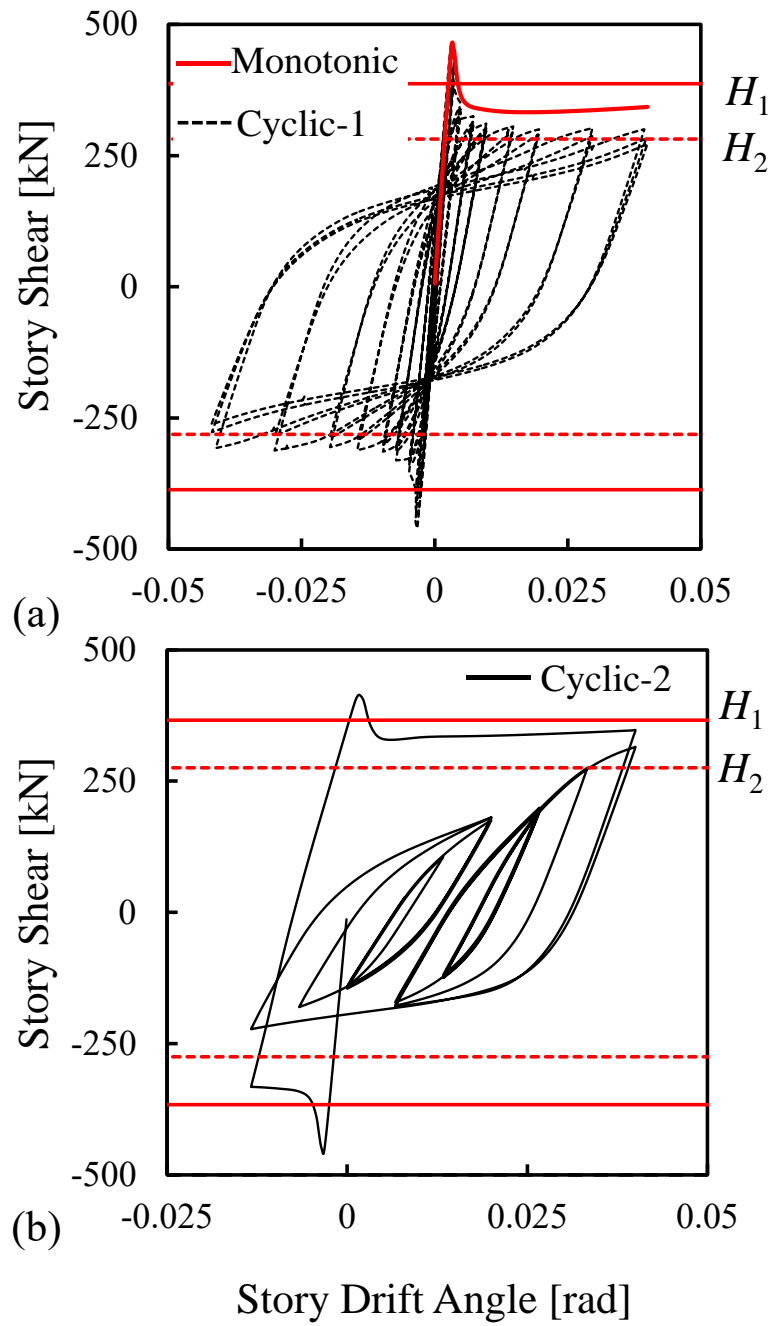 500
Monotonic
H1
Cyclic-1
250
H2
Story Shear [kN]
0
-250
-500
-0.05 -0.025 0 0.025 0.05
(a)
500
Cyclic-2
H1
250
H2
Story Shear [kN]
0
-250
-500
-0.025 0 0.025 0.05
(b)
Story Drift Angle [rad]